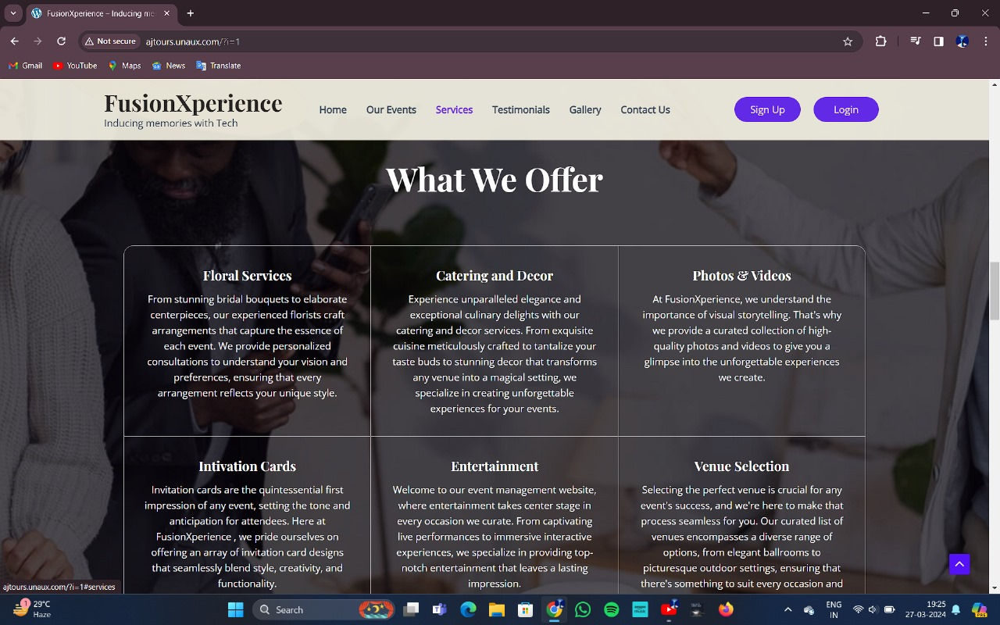 FusionXperience – Inducing me
Not secure
ajtours.unaux.com/?i=1
Gmail
YouTube
Maps
News
Translate
FusionXperience
Inducing memories with Tech
Home
Our Events
Services
Testimonials
Gallery
Contact Us
Sign Up
Login
What We Offer
Floral Services
From stunning bridal bouquets to elaborate
centerpieces, our experienced florists craft
arrangements that capture the essence of
each event. We provide personalized
consultations to understand your vision and
preferences, ensuring that every
arrangement reflects your unique style.
Catering and Decor
Experience unparalleled elegance and
exceptional culinary delights with our
catering and decor services. From exquisite
cuisine meticulously crafted to tantalize your
taste buds to stunning decor that transforms
any venue into a magical setting, we
specialize in creating unforgettable
experiences for your events.
Photos & Videos
At FusionXperience, we understand the
importance of visual storytelling. That's why
we provide a curated collection of high-
quality photos and videos to give you a
glimpse into the unforgettable experiences
we create.
Intivation Cards
Invitation cards are the quintessential first
impression of any event, setting the tone and
anticipation for attendees. Here at
FusionXperience , we pride ourselves on
offering an array of invitation card designs
that seamlessly blend style, creativity, and
functionality.
Entertainment
Welcome to our event management website,
where entertainment takes center stage in
every occasion we curate. From captivating
live performances to immersive interactive
experiences, we specialize in providing top-
notch entertainment that leaves a lasting
impression.
Venue Selection
Selecting the perfect venue is crucial for any
event's success, and we're here to make that
process seamless for you. Our curated list of
venues encompasses a diverse range of
options, from elegant ballrooms to
picturesque outdoor settings, ensuring that
there's something to suit every occasion and
ajtours.unaux.com/?i=1#services
1
29°C
Haze
Search
amazon
music
ENG
IN
19:25
27-03-2024
PRE